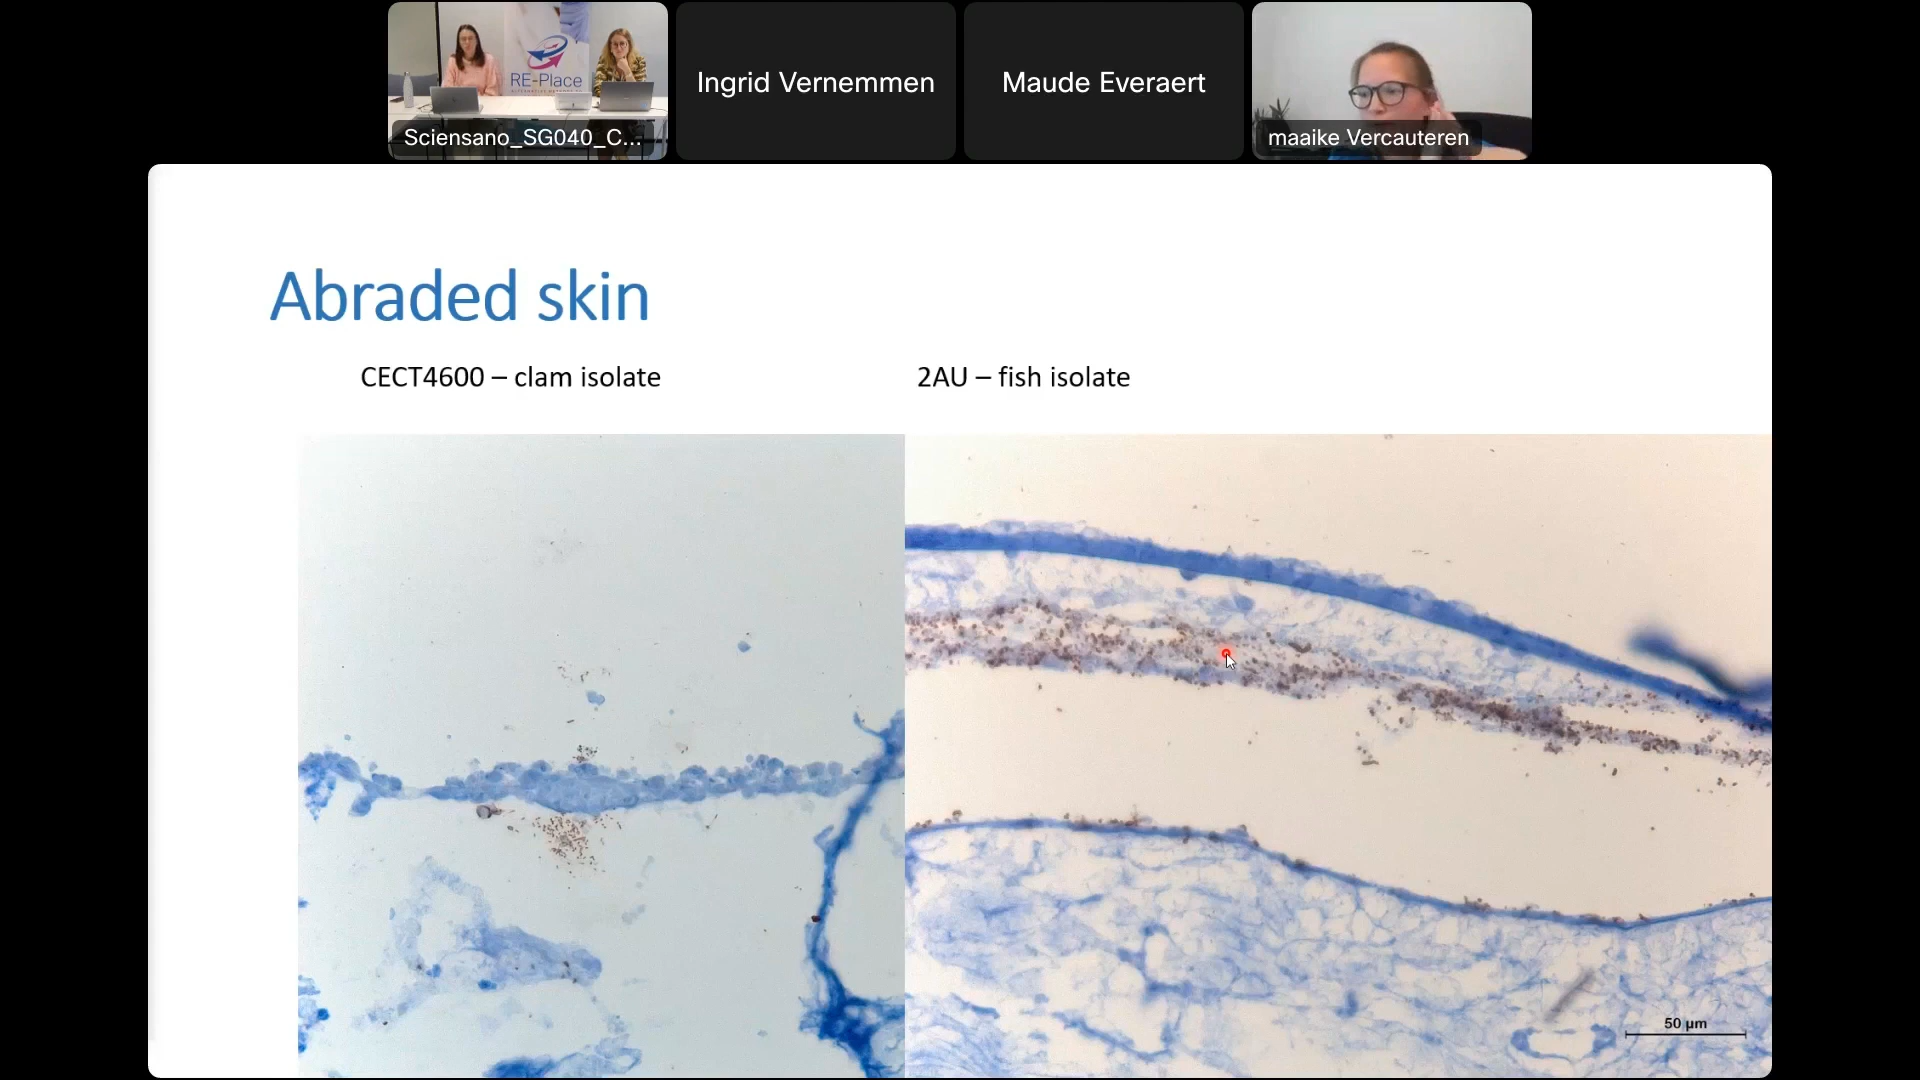 RE-Place
Sciensano_SG040_C...
Ingrid Vernemmen
Maude Everaert
maaike Vercauteren
Abraded skin
CECT4600 – clam isolate
2AU – fish isolate
50 µm